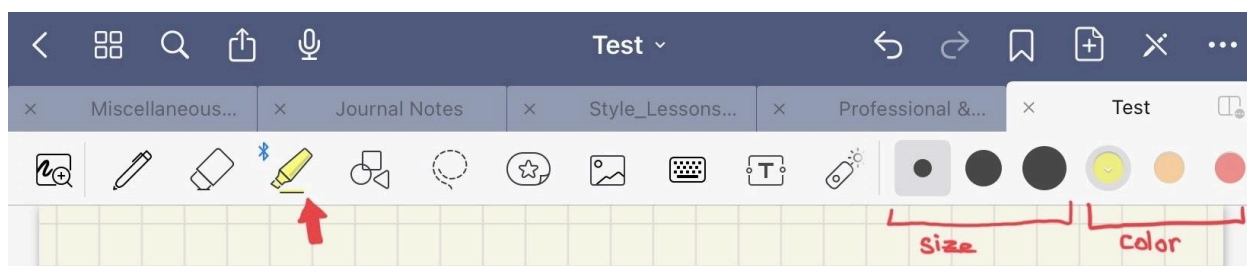 Test
Miscellaneous... Journal Notes Style_Lessons... Professional &... Test
T
size color